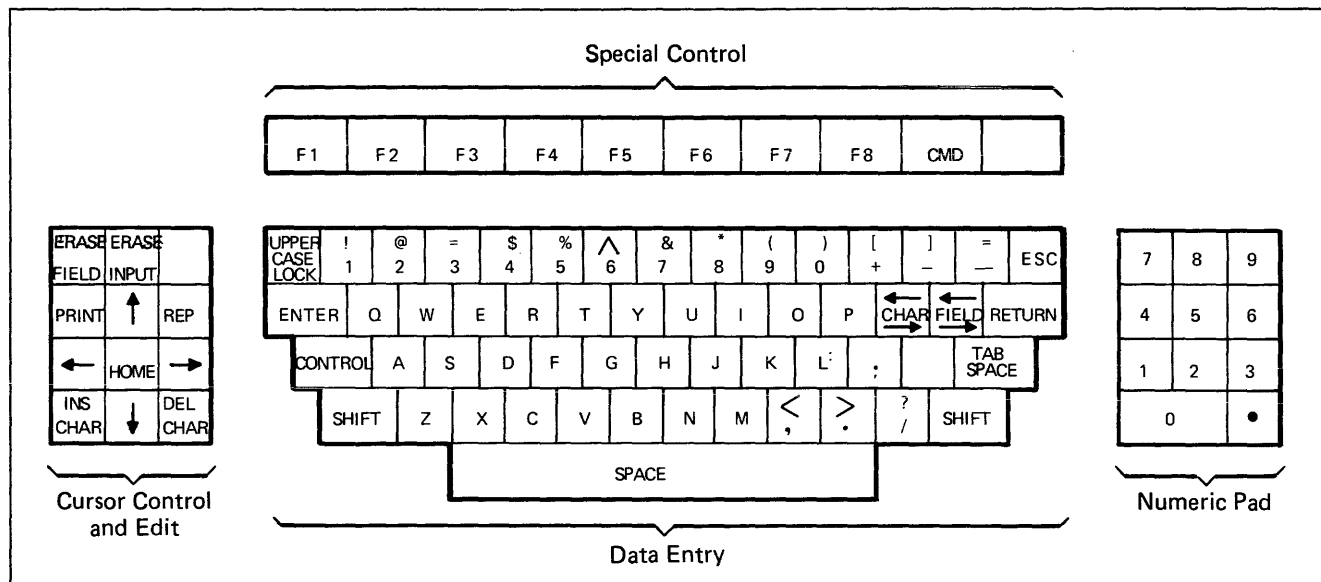 Special Control
F1 F2 F3 F4 F5 F6 F7 F8 CMD
ERASE FIELD ERASE INPUT
PRINT ↑ REP
← HOME →
INS CHAR ↓ DEL CHAR
Cursor Control
and Edit
UPPER CASE LOCK ! 1 @ 2 = 3 $ 4 % 5 ^ 6 & 7 * 8 ( 9 ) 0 [ + ] – = — ESC
ENTER Q W E R T Y U I O P ← CHAR → ← FIELD → RETURN
CONTROL A S D F G H J K L : ; TAB SPACE
SHIFT Z X C V B N M < , > . ? / SHIFT
SPACE
Data Entry
7 8 9
4 5 6
1 2 3
0 •
Numeric Pad